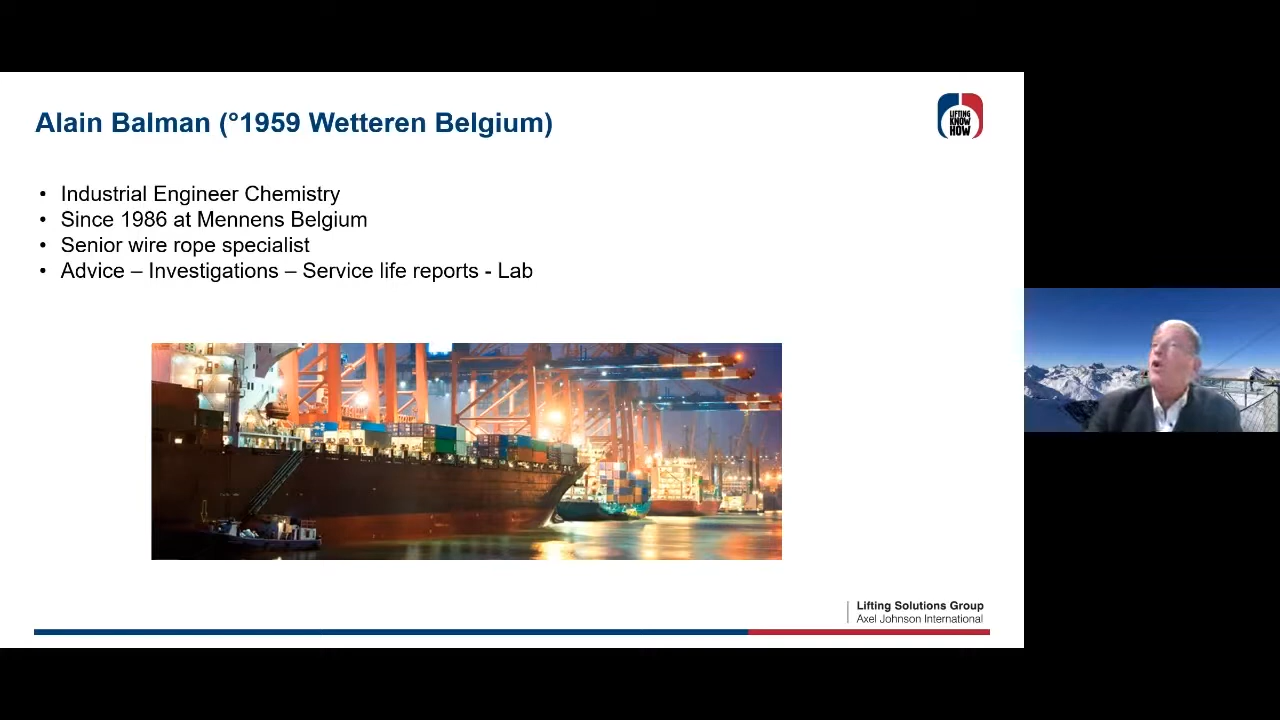 Alain Balman (°1959 Wetteren Belgium)
LIFTING
KNOW
HOW
• Industrial Engineer Chemistry
• Since 1986 at Mennens Belgium
• Senior wire rope specialist
• Advice – Investigations – Service life reports - Lab
Lifting Solutions Group
Axel Johnson International